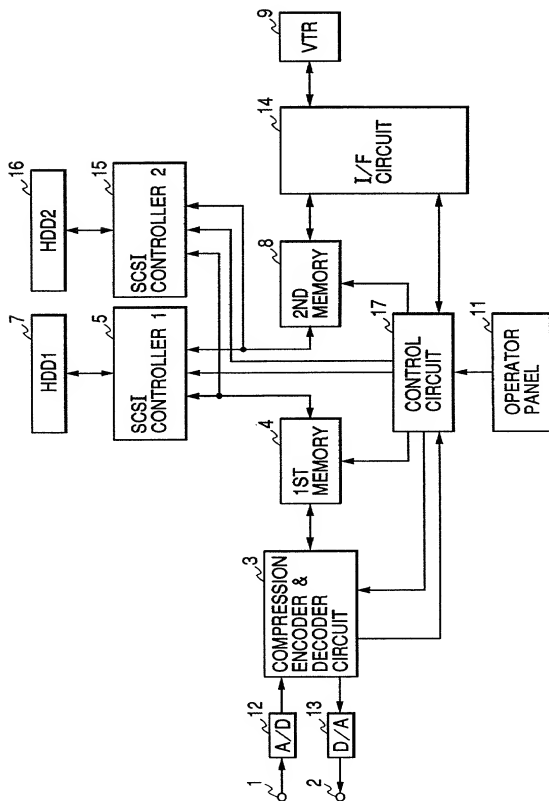 1
2
12
A/D
13
D/A
3
COMPRESSION
ENCODER &
DECODER
CIRCUIT
4
1ST
MEMORY
7
HDD1
5
SCSI
CONTROLLER 1
16
HDD2
15
SCSI
CONTROLLER 2
8
2ND
MEMORY
17
CONTROL
CIRCUIT
11
OPERATOR
PANEL
14
I/F
CIRCUIT
9
VTR